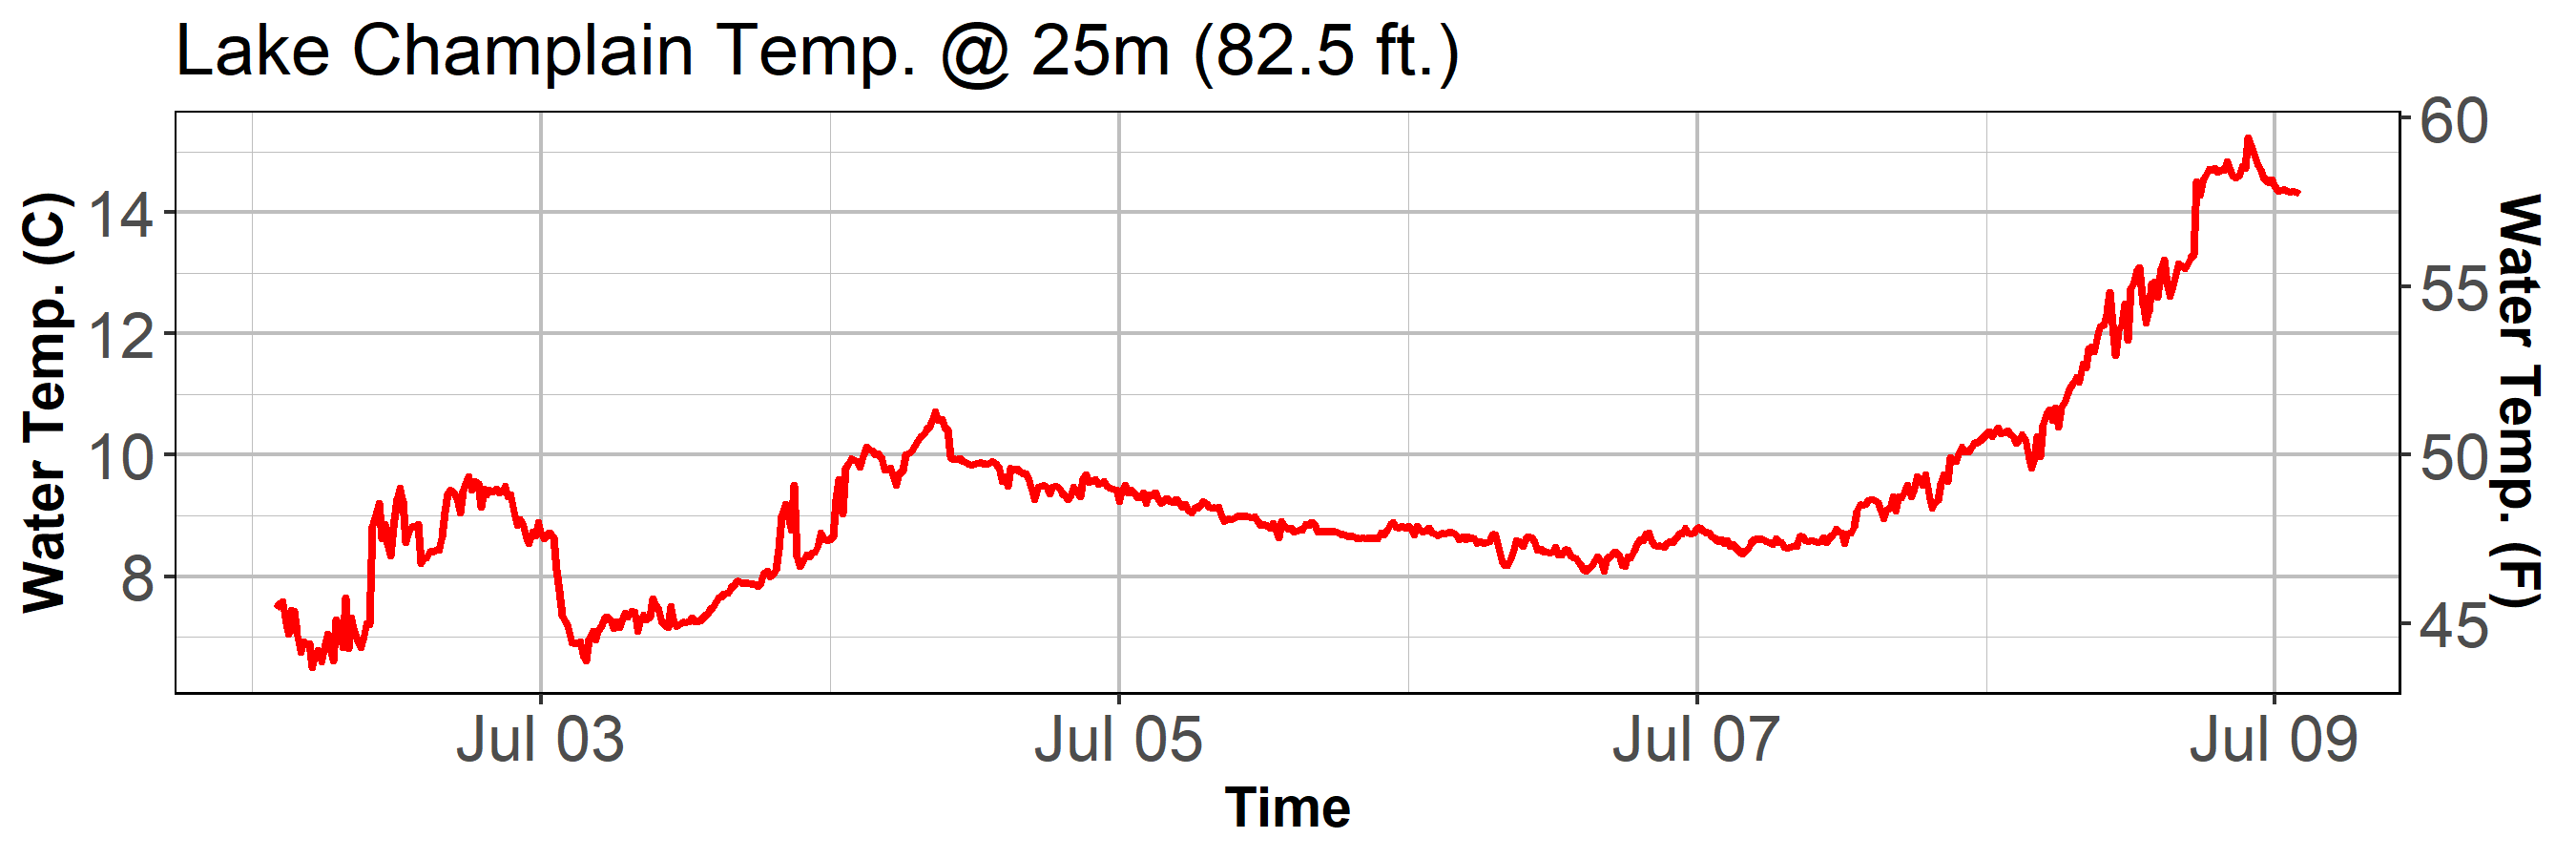 Lake Champlain Temp. @ 25m (82.5 ft.)
Water Temp. (C)
14
12
10
8
60
55
50
45
Water Temp. (F)
Jul 03
Jul 05
Jul 07
Jul 09
Time